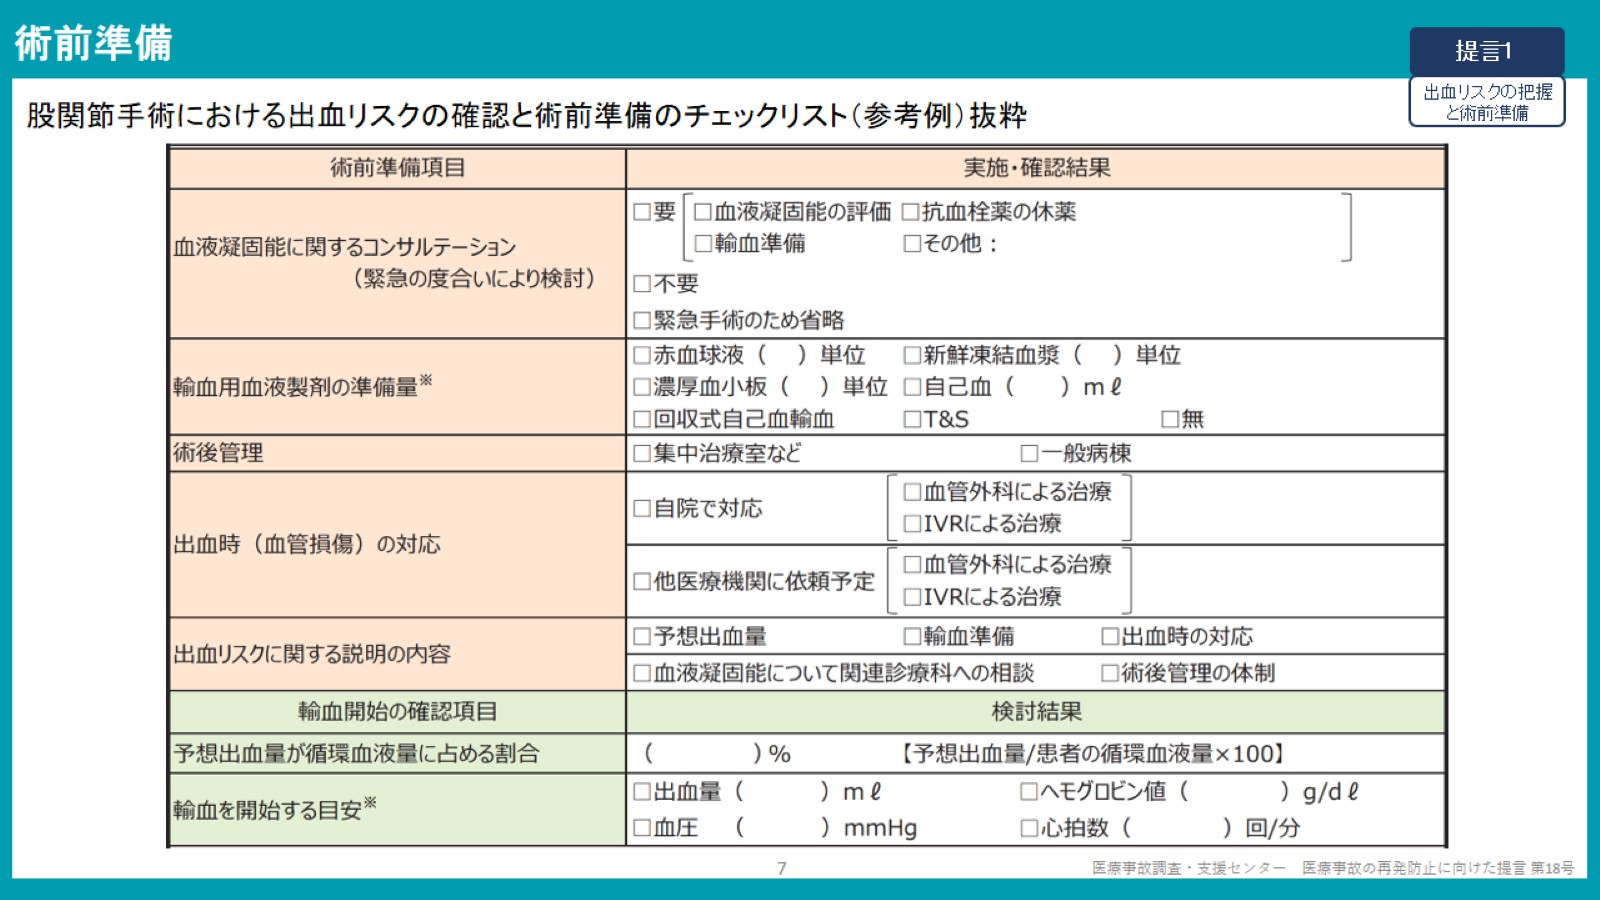 術前準備
提言1
出血リスクの把握
と術前準備
股関節手術における出血リスクの確認と術前準備のチェックリスト（参考例）抜粋
術前準備項目 実施・確認結果
血液凝固能に関するコンサルテーション
（緊急の度合いにより検討）
□要 □血液凝固能の評価 □抗血栓薬の休薬
□輸血準備 □その他：
□不要
□緊急手術のため省略
輸血用血液製剤の準備量※
□赤血球液（　）単位 □新鮮凍結血漿（　）単位
□濃厚血小板（　）単位 □自己血（　　）mℓ
□回収式自己血輸血 □T&S □無
術後管理 □集中治療室など □一般病棟
出血時（血管損傷）の対応
□自院で対応 □血管外科による治療
□IVRによる治療
□他医療機関に依頼予定 □血管外科による治療
□IVRによる治療
出血リスクに関する説明の内容
□予想出血量 □輸血準備 □出血時の対応
□血液凝固能について関連診療科への相談 □術後管理の体制
輸血開始の確認項目 検討結果
予想出血量が循環血液量に占める割合 （　　　　）% 【予想出血量/患者の循環血液量×100】
輸血を開始する目安※
□出血量（　　　）mℓ □ヘモグロビン値（　　　　）g/dℓ
□血圧　（　　　）mmHg □心拍数（　　　　）回/分
7
医療事故調査・支援センター　医療事故の再発防止に向けた提言 第18号